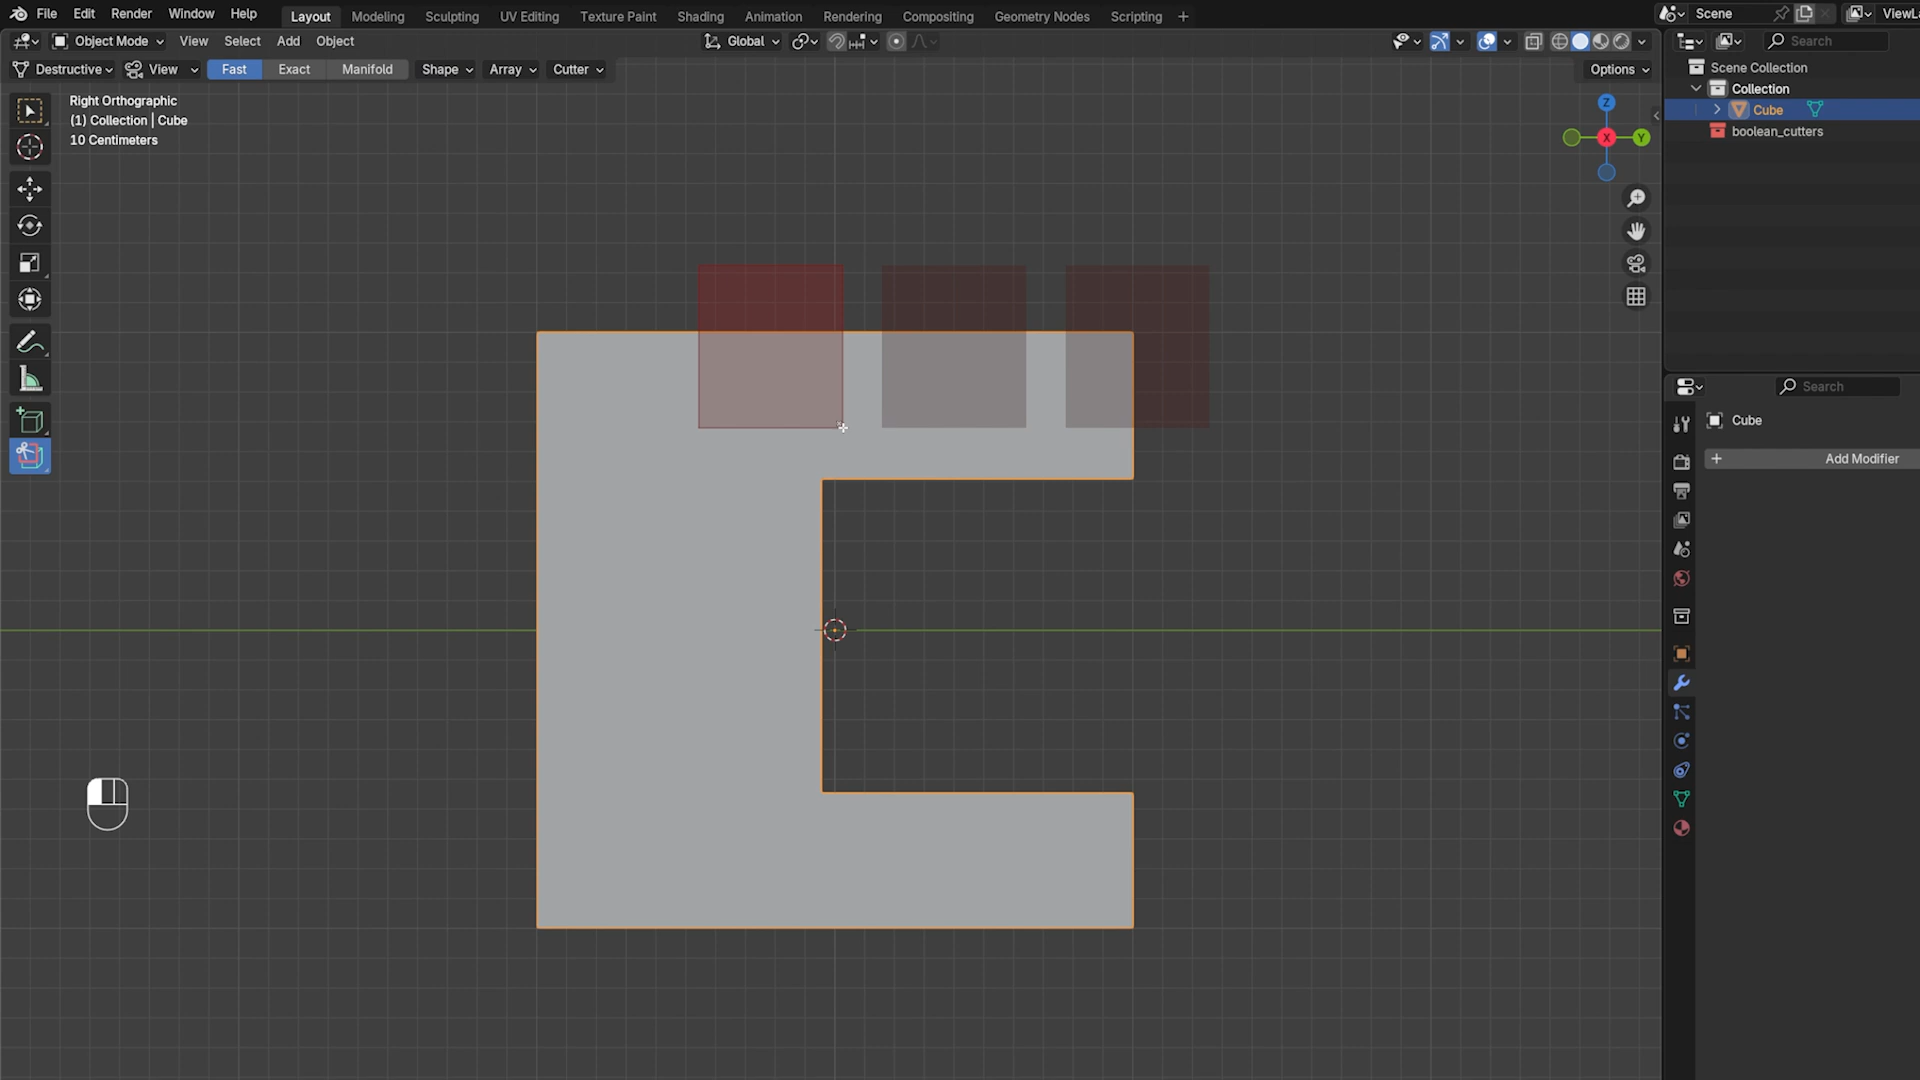 File Edit Render Window Help Layout Modeling Sculpting UV Editing Texture Paint Shading Animation Rendering Compositing Geometry Nodes Scripting + Scene
Object Mode View Select Add Object Global Search
Destructive View Fast Exact Manifold Shape Array Cutter Options
Right Orthographic
(1) Collection | Cube
10 Centimeters
Z
X
Y
Scene Collection
Collection
Cube
boolean_cutters
Search
Cube
+ Add Modifier